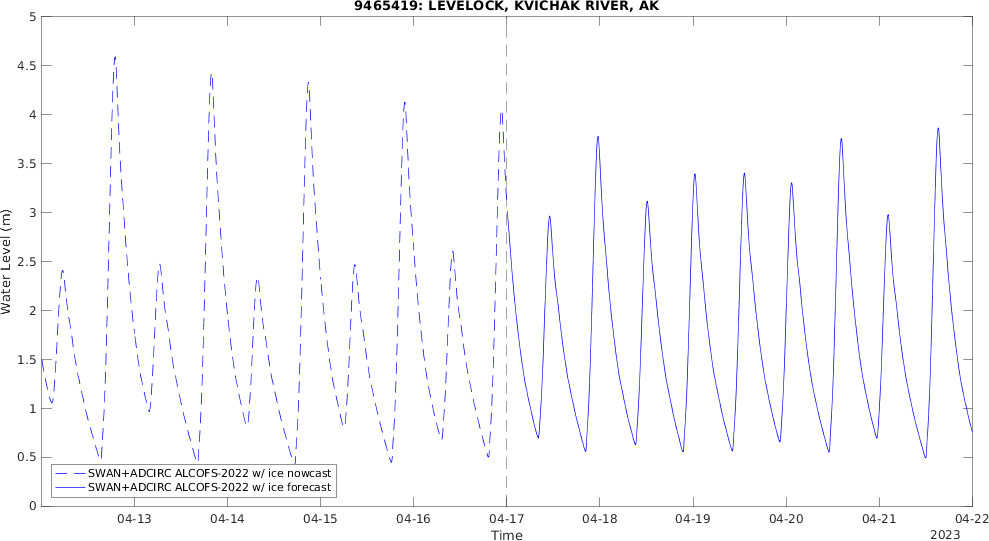 9465419: LEVELOCK, KVICHAK RIVER, AK
Water Level (m)
5
4.5
4
3.5
3
2.5
2
1.5
1
0.5
0
SWAN+ADCIRC ALCOFS-2022 w/ ice nowcast
SWAN+ADCIRC ALCOFS-2022 w/ ice forecast
04-13 04-14 04-15 04-16 04-17 04-18 04-19 04-20 04-21 04-22
Time
2023